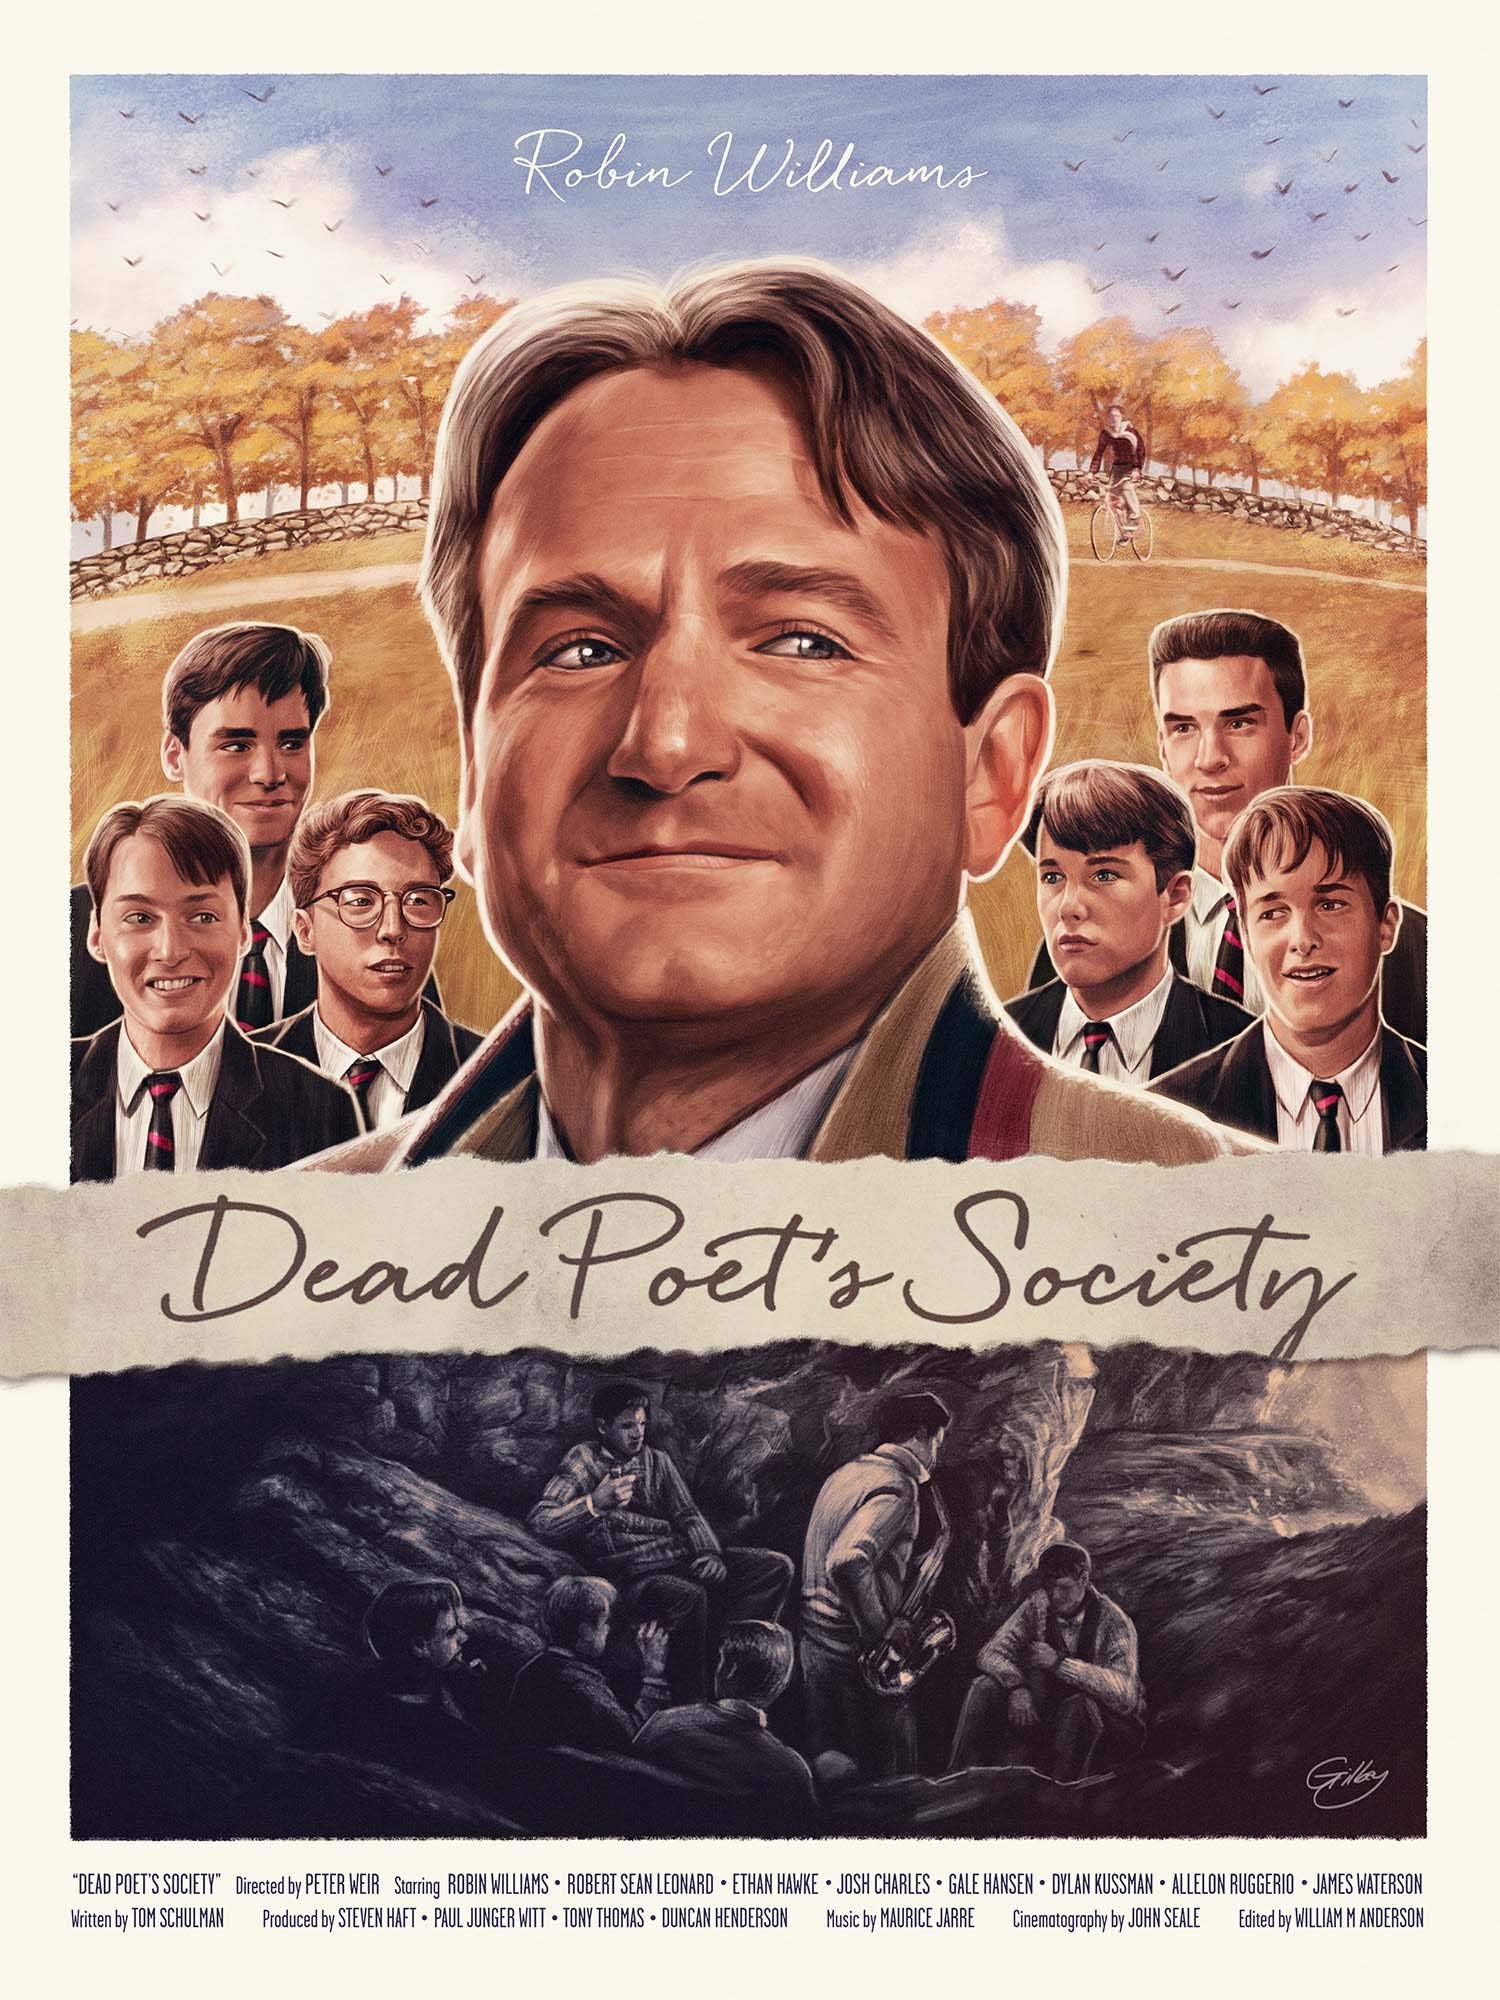 Robin Williams
Dead Poet's Society
Gilbey
"DEAD POET'S SOCIETY" Directed by PETER WEIR Starring ROBIN WILLIAMS • ROBERT SEAN LEONARD • ETHAN HAWKE • JOSH CHARLES • GALE HANSEN • DYLAN KUSSMAN • ALLELON RUGGERIO • JAMES WATERSON
Written by TOM SCHULMAN Produced by STEVEN HAFT • PAUL JUNGER WITT • TONY THOMAS • DUNCAN HENDERSON Music by MAURICE JARRE Cinematography by JOHN SEALE Edited by WILLIAM M ANDERSON